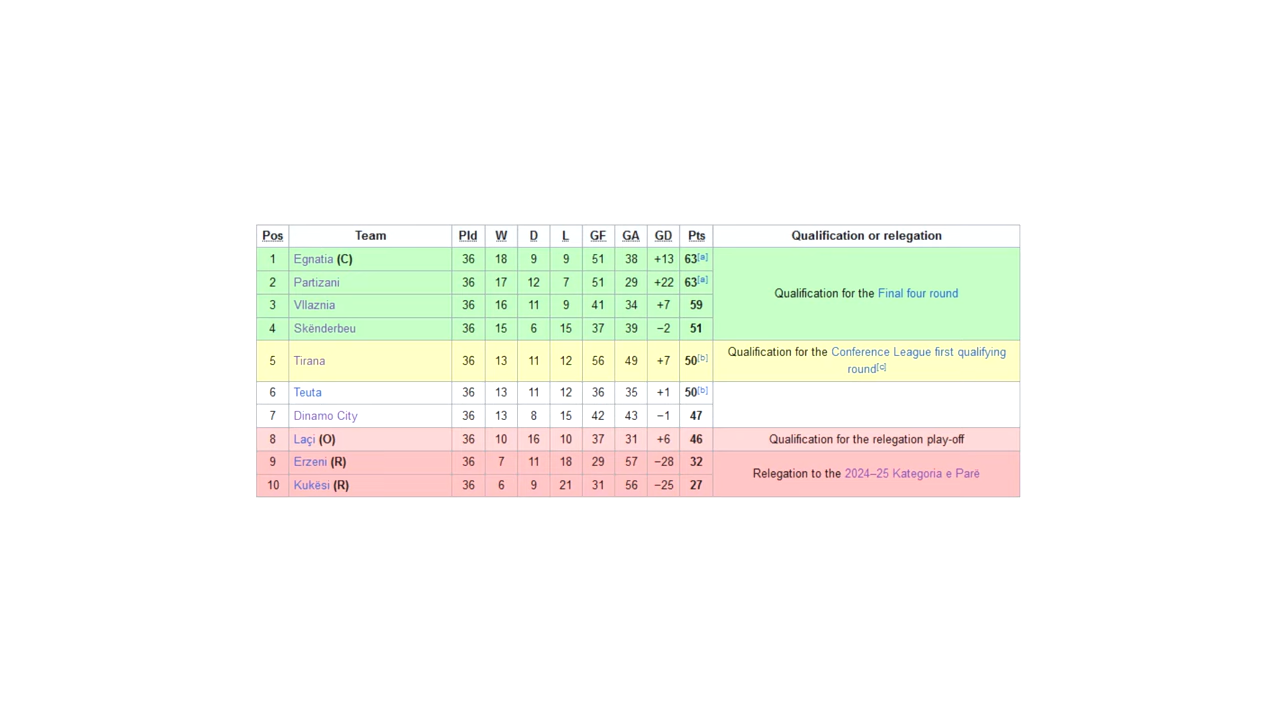 Pos Team Pld W D L GF GA GD Pts Qualification or relegation
1 Egnatia (C) 36 18 9 9 51 38 +13 63[a] Qualification for the Final four round
2 Partizani 36 17 12 7 51 29 +22 63[a]
3 Vllaznia 36 16 11 9 41 34 +7 59
4 Skënderbeu 36 15 6 15 37 39 −2 51
5 Tirana 36 13 11 12 56 49 +7 50[b] Qualification for the Conference League first qualifying
round[c]
6 Teuta 36 13 11 12 36 35 +1 50[b]
7 Dinamo City 36 13 8 15 42 43 −1 47
8 Laçi (O) 36 10 16 10 37 31 +6 46 Qualification for the relegation play-off
9 Erzeni (R) 36 7 11 18 29 57 −28 32 Relegation to the 2024–25 Kategoria e Parë
10 Kukësi (R) 36 6 9 21 31 56 −25 27